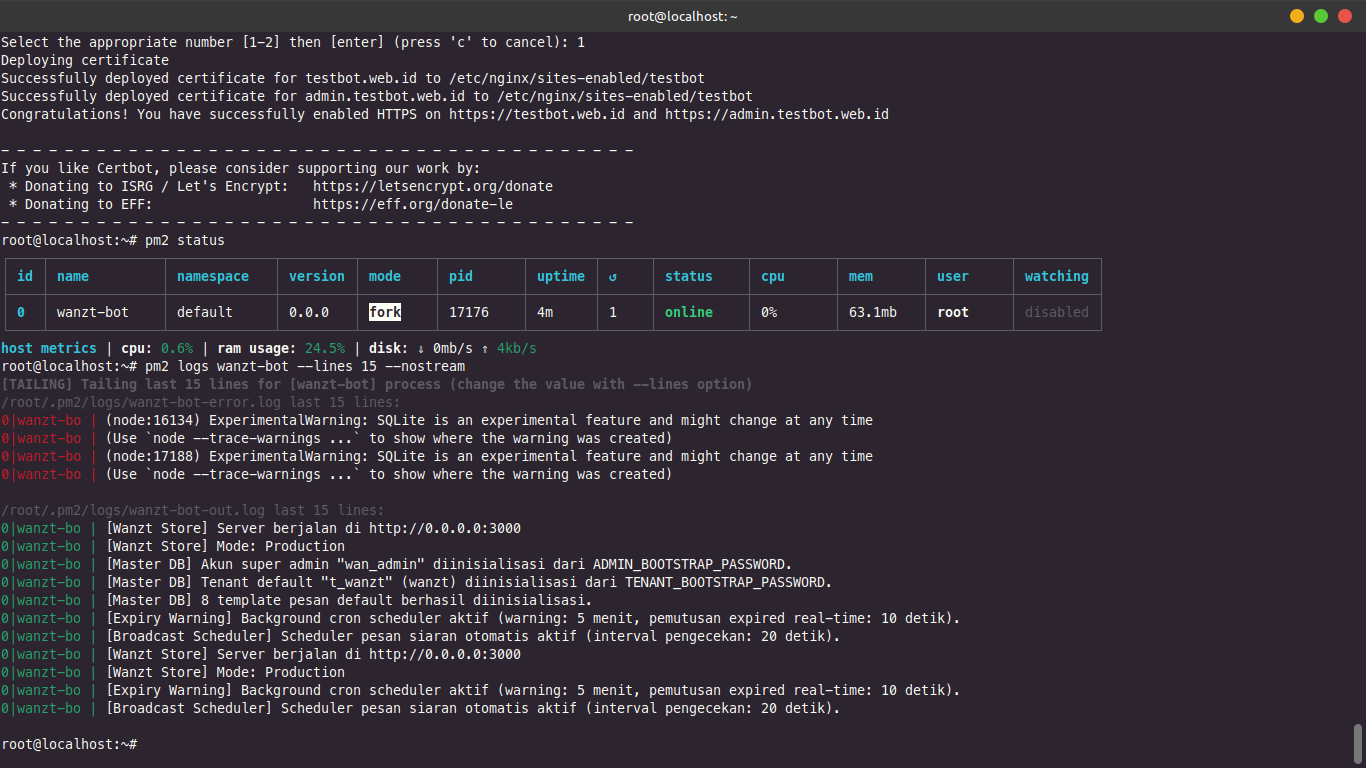 root@localhost: ~
Select the appropriate number [1-2] then [enter] (press 'c' to cancel): 1
Deploying certificate
Successfully deployed certificate for testbot.web.id to /etc/nginx/sites-enabled/testbot
Successfully deployed certificate for admin.testbot.web.id to /etc/nginx/sites-enabled/testbot
Congratulations! You have successfully enabled HTTPS on https://testbot.web.id and https://admin.testbot.web.id
- - - - - - - - - - - - - - - - - - - - - - - - - - - - - - - - - - - - - - - -
If you like Certbot, please consider supporting our work by:
 * Donating to ISRG / Let's Encrypt:   https://letsencrypt.org/donate
 * Donating to EFF:                    https://eff.org/donate-le
- - - - - - - - - - - - - - - - - - - - - - - - - - - - - - - - - - - - - - - -
root@localhost:~# pm2 status
id name namespace version mode pid uptime ↺ status cpu mem user watching
0 wanzt-bot default 0.0.0 fork 17176 4m 1 online 0% 63.1mb root disabled
host metrics | cpu: 0.6% | ram usage: 24.5% | disk: ↓ 0mb/s ↑ 4kb/s
root@localhost:~# pm2 logs wanzt-bot --lines 15 --nostream
[TAILING] Tailing last 15 lines for [wanzt-bot] process (change the value with --lines option)
/root/.pm2/logs/wanzt-bot-error.log last 15 lines:
0|wanzt-bo | (node:16134) ExperimentalWarning: SQLite is an experimental feature and might change at any time
0|wanzt-bo | (Use `node --trace-warnings ...` to show where the warning was created)
0|wanzt-bo | (node:17188) ExperimentalWarning: SQLite is an experimental feature and might change at any time
0|wanzt-bo | (Use `node --trace-warnings ...` to show where the warning was created)
/root/.pm2/logs/wanzt-bot-out.log last 15 lines:
0|wanzt-bo | [Wanzt Store] Server berjalan di http://0.0.0.0:3000
0|wanzt-bo | [Wanzt Store] Mode: Production
0|wanzt-bo | [Master DB] Akun super admin "wan_admin" diinisialisasi dari ADMIN_BOOTSTRAP_PASSWORD.
0|wanzt-bo | [Master DB] Tenant default "t_wanzt" (wanzt) diinisialisasi dari TENANT_BOOTSTRAP_PASSWORD.
0|wanzt-bo | [Master DB] 8 template pesan default berhasil diinisialisasi.
0|wanzt-bo | [Expiry Warning] Background cron scheduler aktif (warning: 5 menit, pemutusan expired real-time: 10 detik).
0|wanzt-bo | [Broadcast Scheduler] Scheduler pesan siaran otomatis aktif (interval pengecekan: 20 detik).
0|wanzt-bo | [Wanzt Store] Server berjalan di http://0.0.0.0:3000
0|wanzt-bo | [Wanzt Store] Mode: Production
0|wanzt-bo | [Expiry Warning] Background cron scheduler aktif (warning: 5 menit, pemutusan expired real-time: 10 detik).
0|wanzt-bo | [Broadcast Scheduler] Scheduler pesan siaran otomatis aktif (interval pengecekan: 20 detik).
root@localhost:~#